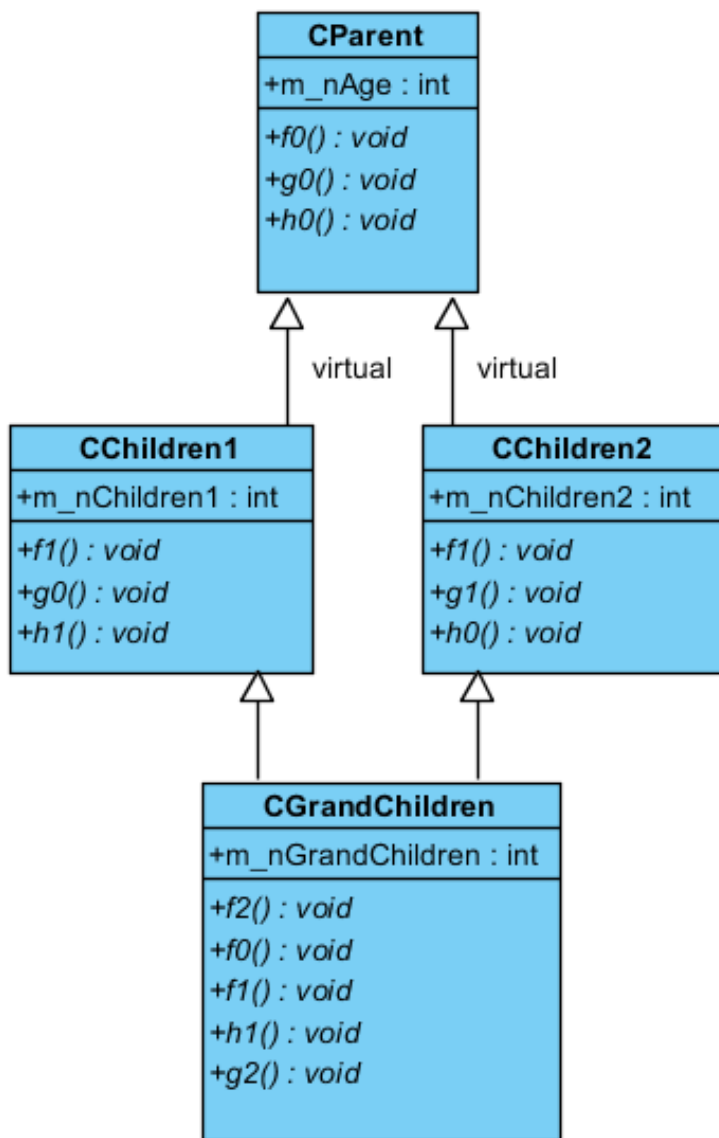 CParent
+m_nAge : int
+f0() : void
+g0() : void
+h0() : void
virtual
virtual
CChildren1
+m_nChildren1 : int
+f1() : void
+g0() : void
+h1() : void
CChildren2
+m_nChildren2 : int
+f1() : void
+g1() : void
+h0() : void
CGrandChildren
+m_nGrandChildren : int
+f2() : void
+f0() : void
+f1() : void
+h1() : void
+g2() : void